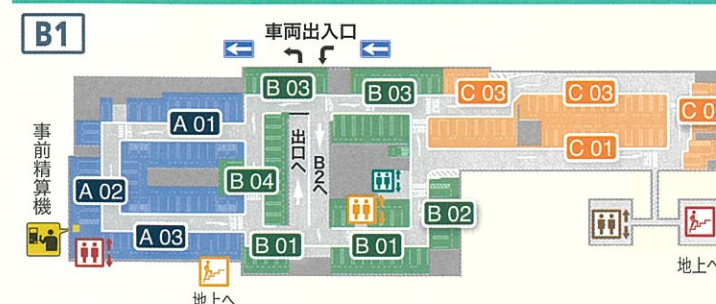 B1
車両出入口
B 03
B 03
C 03
C 03
A 01
C 0
C 01
出口へ
B2へ
事前精算機
A 02
B 04
B 02
A 03
B 01
B 01
地上へ
地上へ